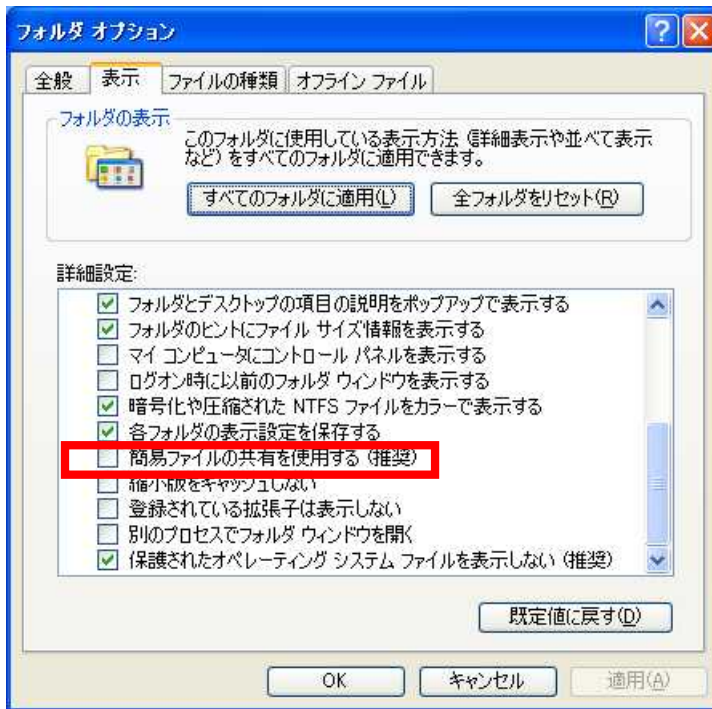 フォルダ オプション
全般
表示
ファイルの種類
オフライン ファイル
フォルダの表示
このフォルダに使用している表示方法 (詳細表示や並べて表示
など) をすべてのフォルダに適用できます。
すべてのフォルダに適用(L)
全フォルダをリセット(R)
詳細設定:
フォルダとデスクトップの項目の説明をポップアップで表示する
フォルダのヒントにファイル サイズ情報を表示する
マイ コンピュータにコントロール パネルを表示する
ログオン時に以前のフォルダ ウィンドウを表示する
暗号化や圧縮された NTFS ファイルをカラーで表示する
各フォルダの表示設定を保存する
簡易ファイルの共有を使用する (推奨)
縮小版をキャッシュしない
登録されている拡張子は表示しない
別のプロセスでフォルダ ウィンドウを開く
保護されたオペレーティング システム ファイルを表示しない (推奨)
既定値に戻す(D)
OK
キャンセル
適用(A)